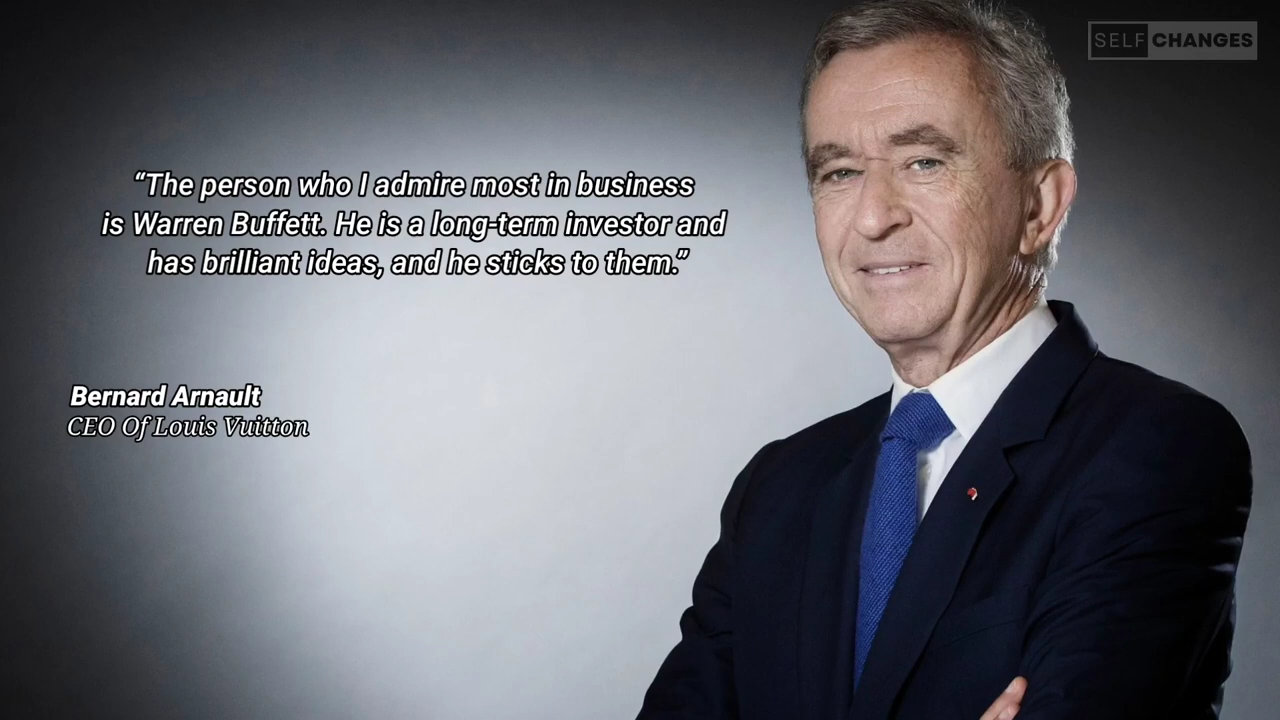 SELF CHANGES
“The person who I admire most in business
is Warren Buffett. He is a long-term investor and
has brilliant ideas, and he sticks to them.”
Bernard Arnault
CEO Of Louis Vuitton